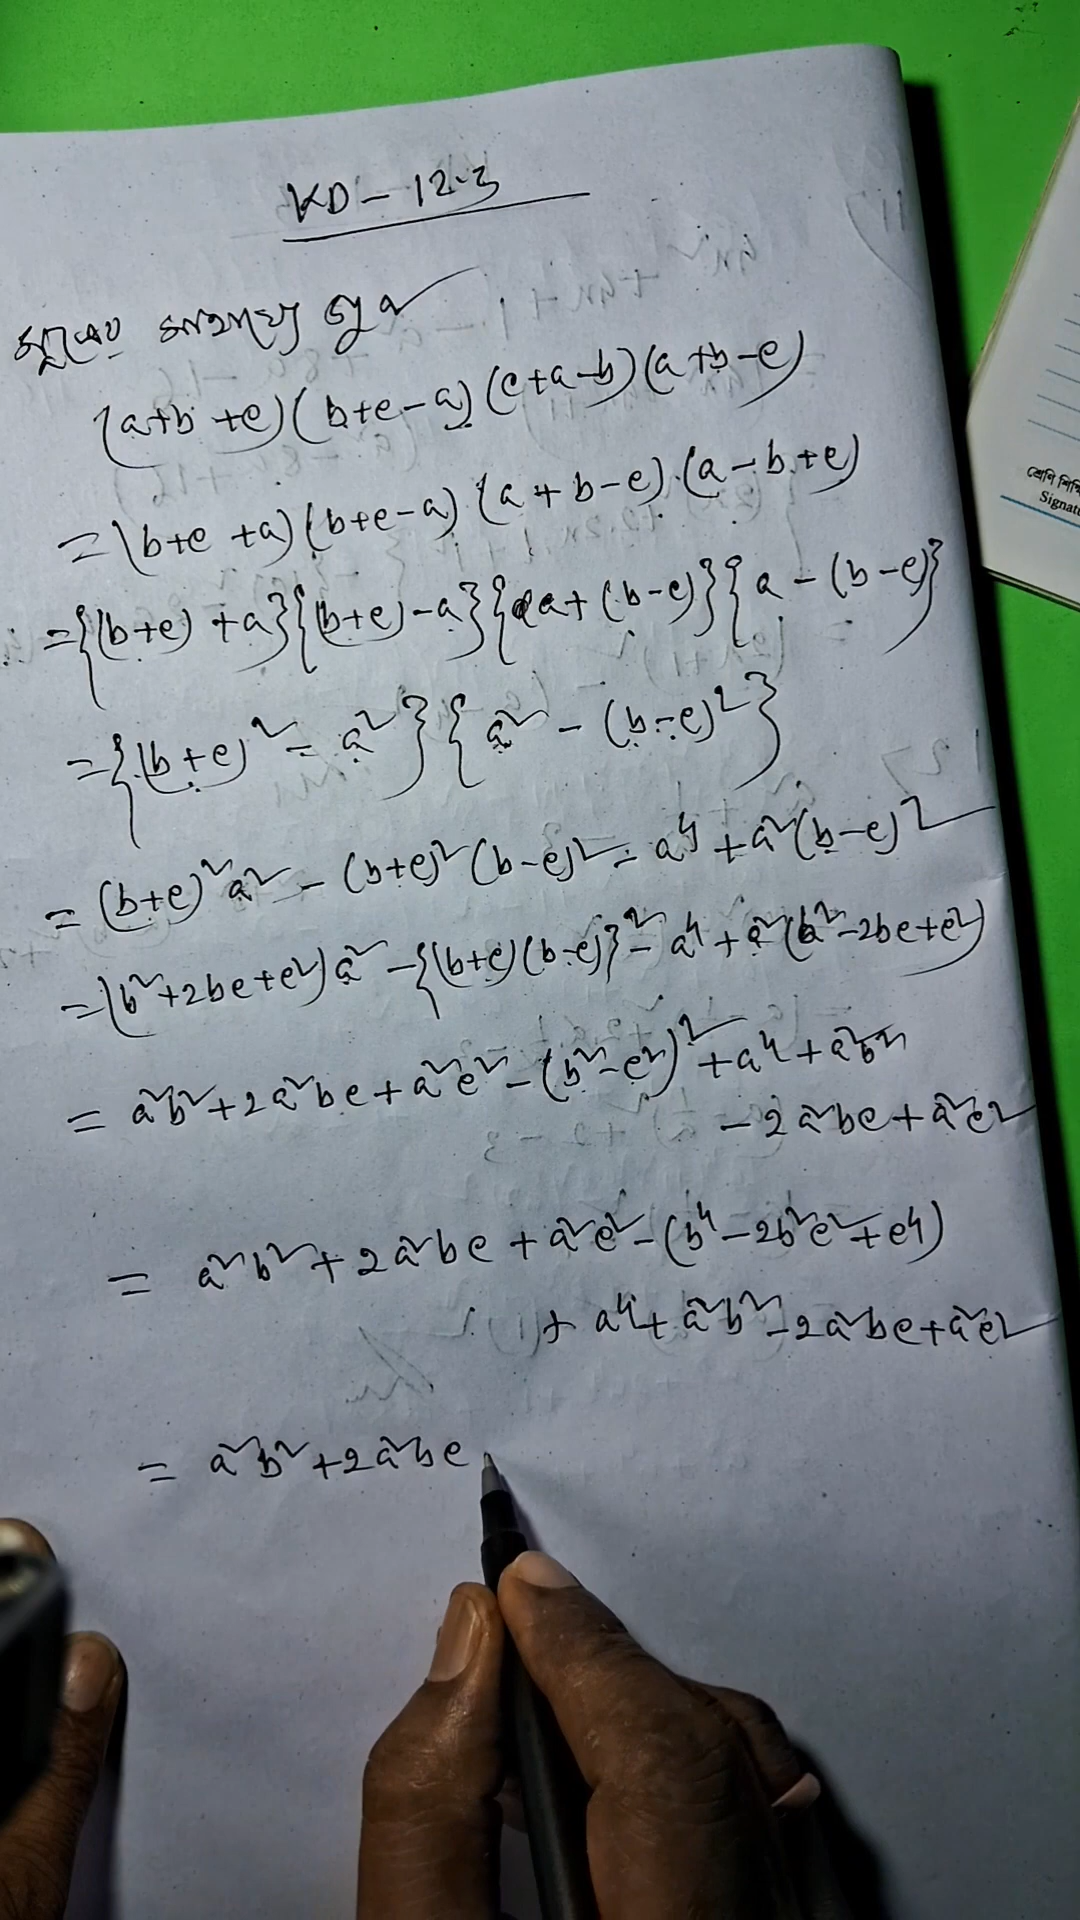 KD - 12.3
সূত্রের সাহায্যে গুণ
(a+b+c)(b+c-a)(c+a-b)(a+b-c)
=(b+c+a)(b+c-a)(a+b-c).(a-b+c)
={(b+c)+a}{(b+c)-a}{a+(b-c)}{a-(b-c)}
={(b+c)²-a²}{a²-(b-c)²}
=(b+c)²a²-(b+c)²(b-c)²-a⁴+a²(b-c)²
=(b²+2bc+c²)a²-{(b+c)(b-c)}²-a⁴+a²(b²-2bc+c²)
=a²b²+2a²bc+a²c²-(b²-c²)²+a⁴+a²b²
-2a²bc+a²c²
=a²b²+2a²bc+a²c²-(b⁴-2b²c²+c⁴)
+a⁴+a²b²-2a²bc+a²c²
=a²b²+2a²bc
Signat